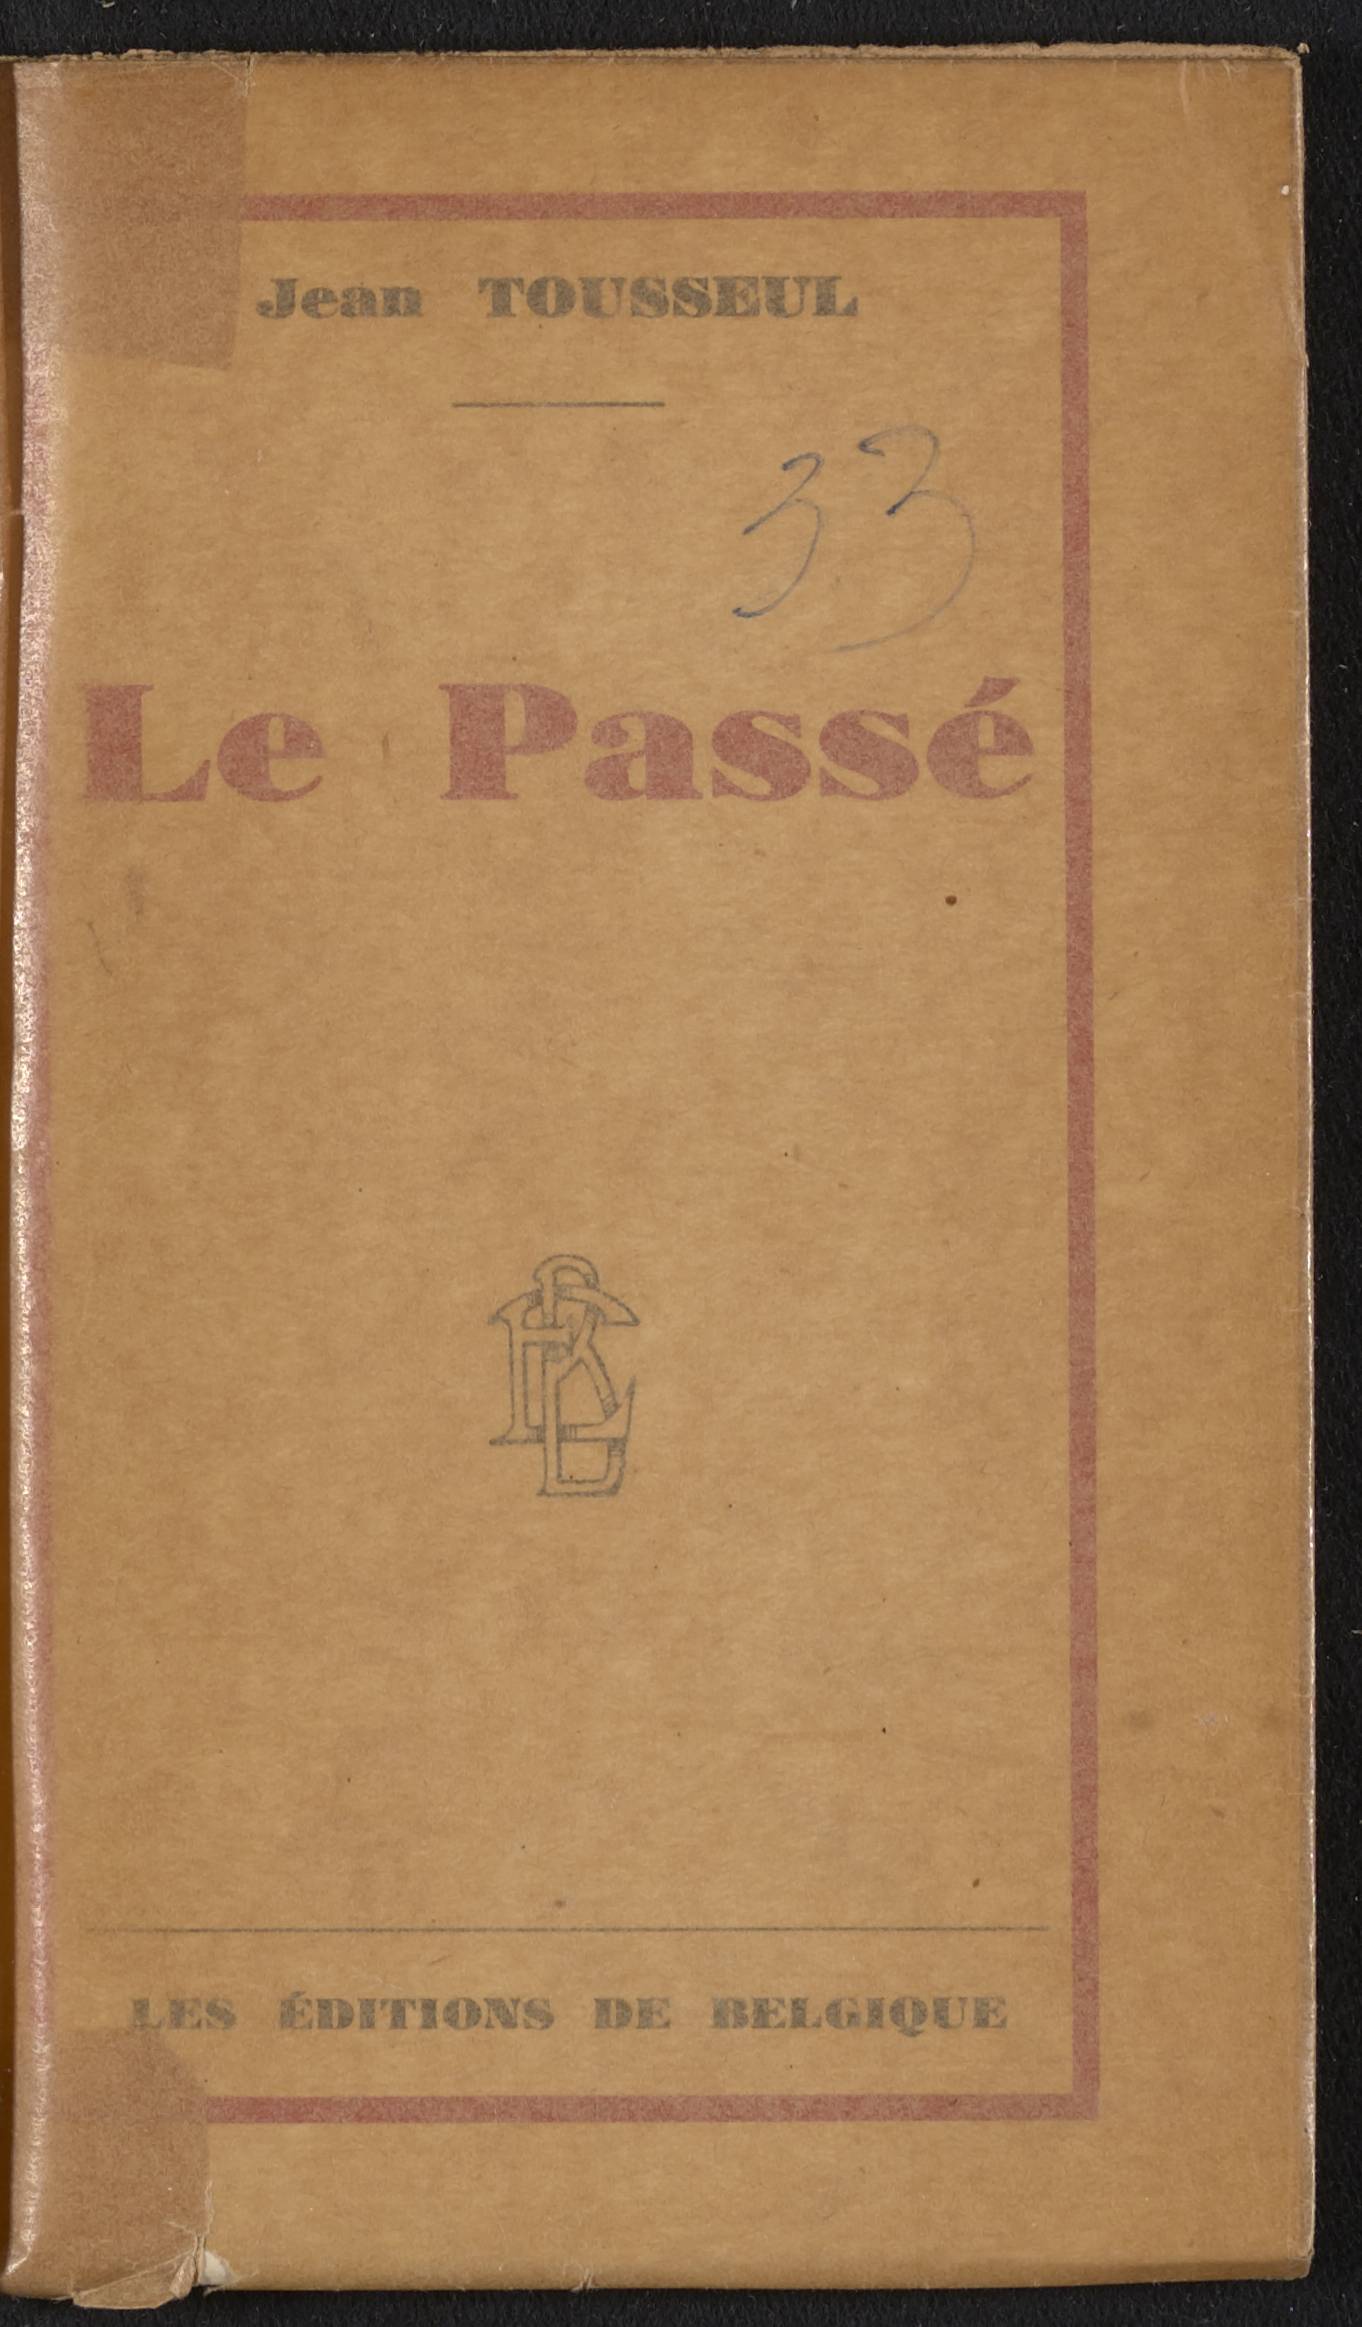 Jean TOUSSEUL
33
Le Passé
LES ÉDITIONS DE BELGIQUE